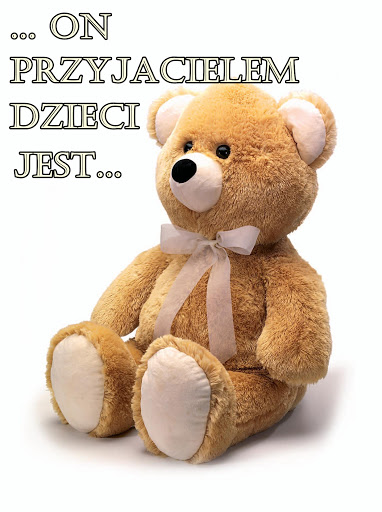 ... ON
PRZYJACIELEM
DZIECI
JEST...